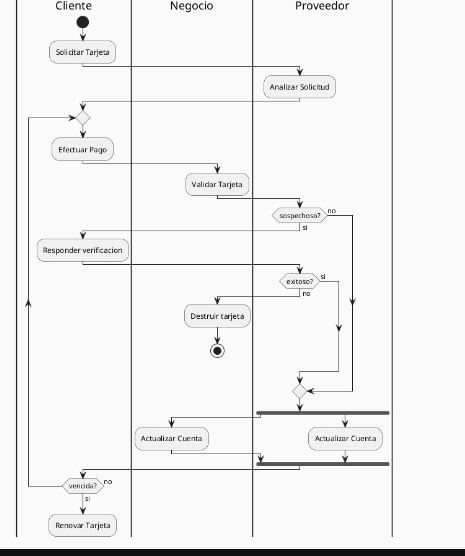 Cliente
Negocio
Proveedor
Solicitar Tarjeta
Analizar Solicitud
Efectuar Pago
Validar Tarjeta
sospechoso?
no
si
Responder verificacion
exitoso?
si
no
Destruir tarjeta
Actualizar Cuenta
Actualizar Cuenta
vencida?
no
si
Renovar Tarjeta